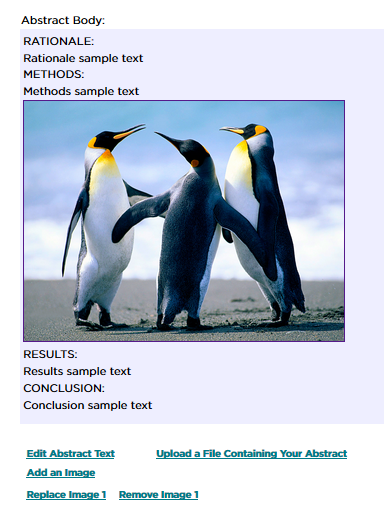 Abstract Body:
RATIONALE:
Rationale sample text
METHODS:
Methods sample text
RESULTS:
Results sample text
CONCLUSION:
Conclusion sample text
Edit Abstract Text Upload a File Containing Your Abstract
Add an Image
Replace Image 1 Remove Image 1